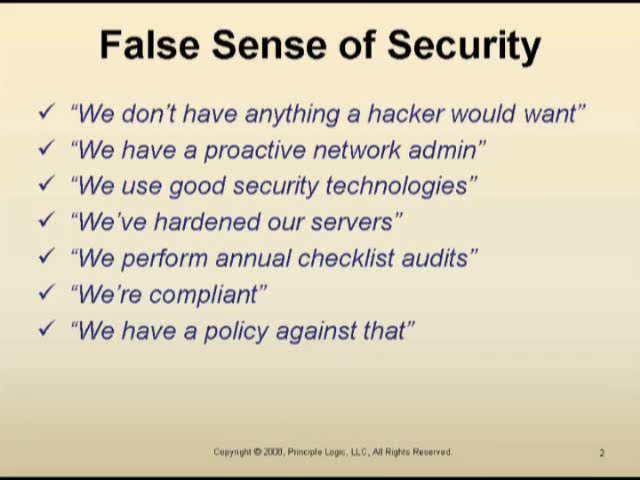 False Sense of Security
✓ “We don’t have anything a hacker would want”
✓ “We have a proactive network admin”
✓ “We use good security technologies”
✓ “We’ve hardened our servers”
✓ “We perform annual checklist audits”
✓ “We’re compliant”
✓ “We have a policy against that”
Copyright © 2008, Principle Logic, LLC, All Rights Reserved. 2